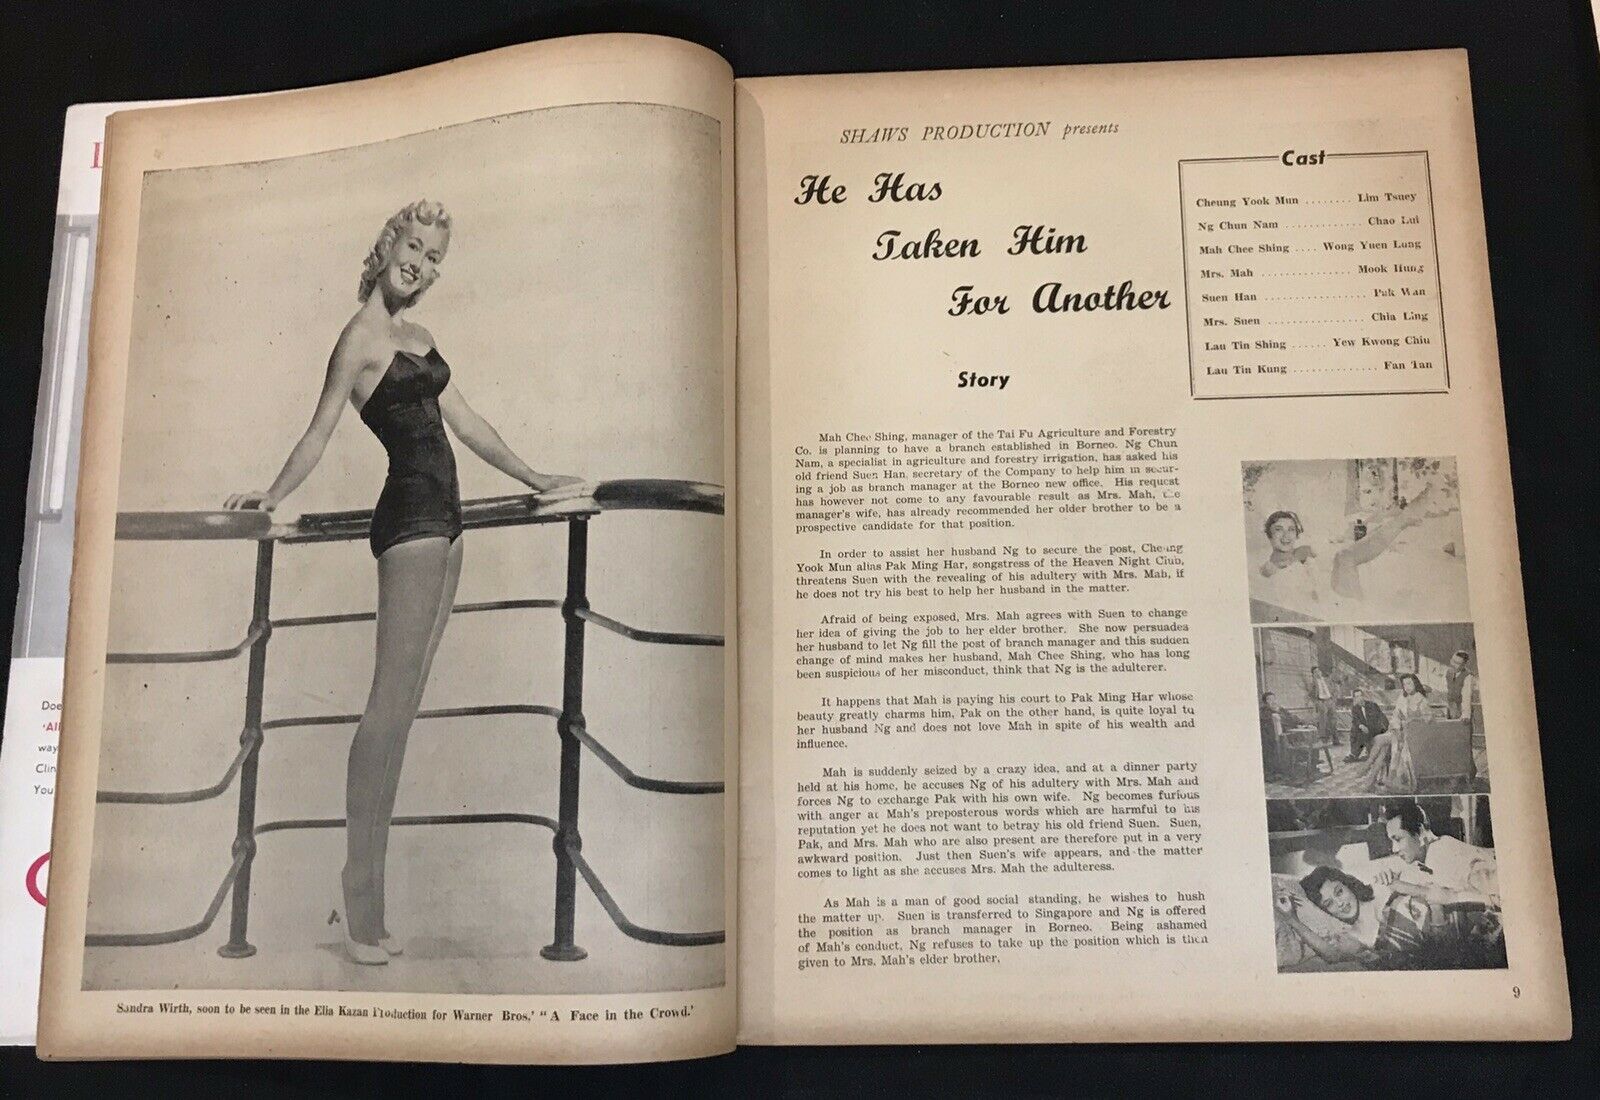 Doe
'All
way
Clin
You
Sandra Wirth, soon to be seen in the Elia Kazan Production for Warner Bros.' "A Face in the Crowd.'
SHAWS PRODUCTION presents
He Has
Taken Him
For Another
Cast
Cheung Yook Mun ........ Lim Tsuey
Ng Chun Nam ............. Chao Lui
Mah Chee Shing .... Wong Yuen Lung
Mrs. Mah ............... Mook Hung
Suen Han ................. Pak Wan
Mrs. Suen ................ Chia Ling
Lau Tin Shing ...... Yew Kwong Chiu
Lau Tin Kung .............. Fan Tan
Story
Mah Chee Shing, manager of the Tai Fu Agriculture and Forestry
Co. is planning to have a branch established in Borneo. Ng Chun
Nam, a specialist in agriculture and forestry irrigation, has asked his
old friend Suen Han, secretary of the Company to help him in secur-
ing a job as branch manager at the Borneo new office. His request
has however not come to any favourable result as Mrs. Mah, the
manager's wife, has already recommended her older brother to be a
prospective candidate for that position.
In order to assist her husband Ng to secure the post, Cheung
Yook Mun alias Pak Ming Har, songstress of the Heaven Night Club,
threatens Suen with the revealing of his adultery with Mrs. Mah, if
he does not try his best to help her husband in the matter.
Afraid of being exposed, Mrs. Mah agrees with Suen to change
her idea of giving the job to her elder brother. She now persuades
her husband to let Ng fill the post of branch manager and this sudden
change of mind makes her husband, Mah Chee Shing, who has long
been suspicious of her misconduct, think that Ng is the adulterer.
It happens that Mah is paying his court to Pak Ming Har whose
beauty greatly charms him, Pak on the other hand, is quite loyal to
her husband Ng and does not love Mah in spite of his wealth and
influence.
Mah is suddenly seized by a crazy idea, and at a dinner party
held at his home, he accuses Ng of his adultery with Mrs. Mah and
forces Ng to exchange Pak with his own wife. Ng becomes furious
with anger at Mah's preposterous words which are harmful to his
reputation yet he does not want to betray his old friend Suen. Suen,
Pak, and Mrs. Mah who are also present are therefore put in a very
awkward position. Just then Suen's wife appears, and the matter
comes to light as she accuses Mrs. Mah the adulteress.
As Mah is a man of good social standing, he wishes to hush
the matter up. Suen is transferred to Singapore and Ng is offered
the position as branch manager in Borneo. Being ashamed
of Mah's conduct, Ng refuses to take up the position which is then
given to Mrs. Mah's elder brother.
9